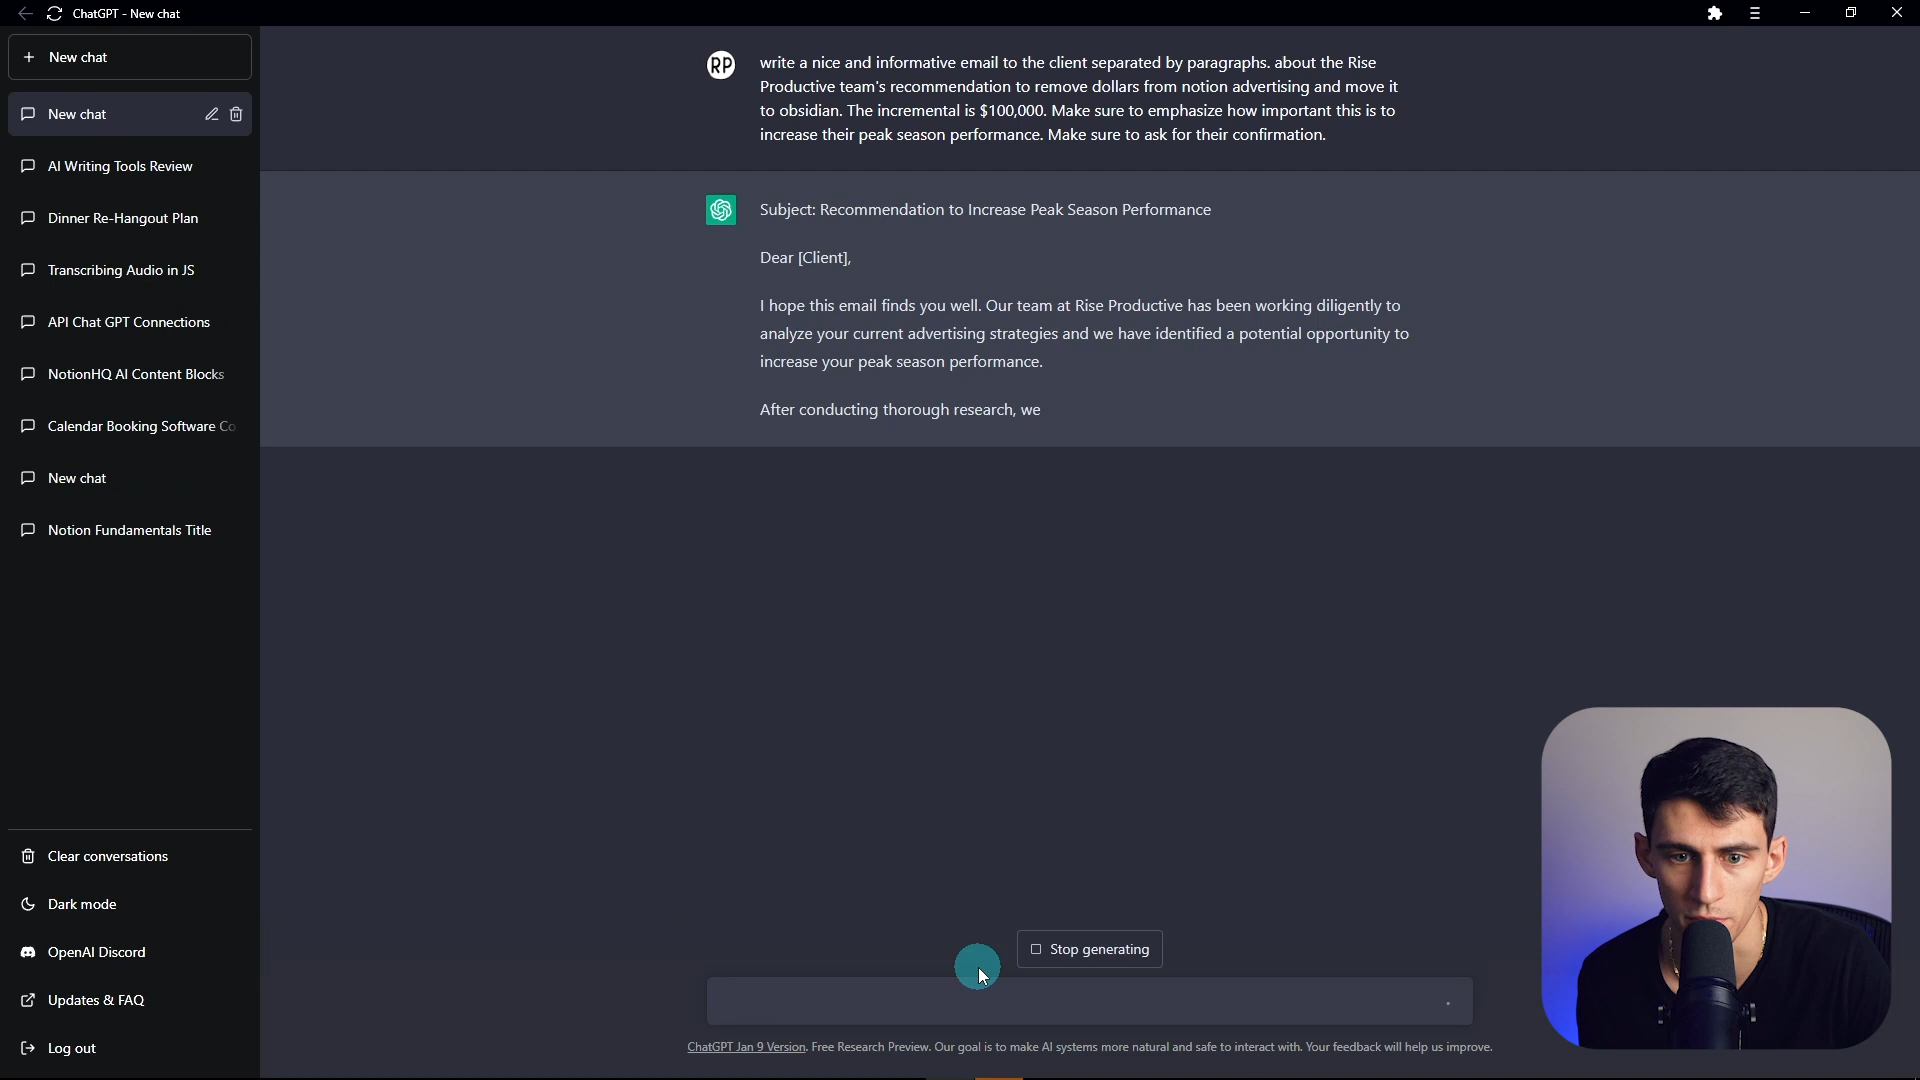 ChatGPT - New chat
New chat
New chat
AI Writing Tools Review
Dinner Re-Hangout Plan
Transcribing Audio in JS
API Chat GPT Connections
NotionHQ AI Content Blocks
Calendar Booking Software Co
New chat
Notion Fundamentals Title
Clear conversations
Dark mode
OpenAI Discord
Updates & FAQ
Log out
RP
write a nice and informative email to the client separated by paragraphs. about the Rise
Productive team's recommendation to remove dollars from notion advertising and move it
to obsidian. The incremental is $100,000. Make sure to emphasize how important this is to
increase their peak season performance. Make sure to ask for their confirmation.
Subject: Recommendation to Increase Peak Season Performance
Dear [Client],
I hope this email finds you well. Our team at Rise Productive has been working diligently to
analyze your current advertising strategies and we have identified a potential opportunity to
increase your peak season performance.
After conducting thorough research, we
Stop generating
ChatGPT Jan 9 Version. Free Research Preview. Our goal is to make AI systems more natural and safe to interact with. Your feedback will help us improve.